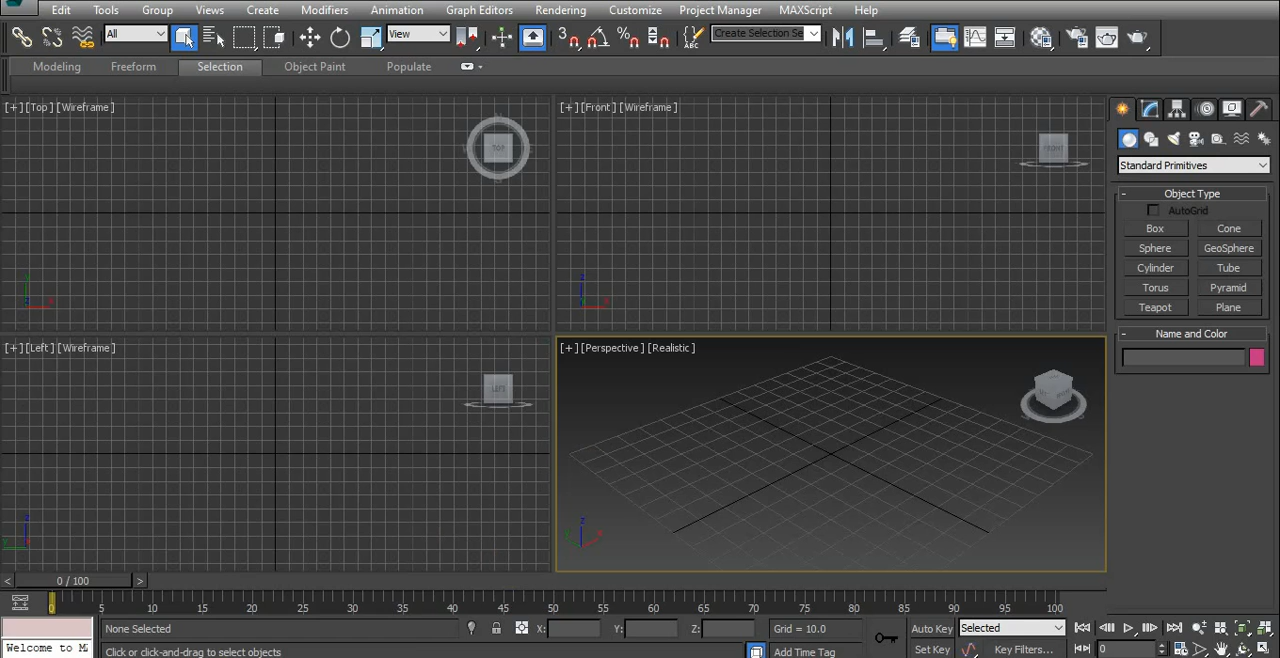 Edit Tools Group Views Create Modifiers Animation Graph Editors Rendering Customize Project Manager MAXScript Help
All View 3 % ABC Create Selection Se
Modeling Freeform Selection Object Paint Populate
[+] [Top] [Wireframe]
TOP
[+] [Front] [Wireframe]
FRONT
Standard Primitives
- Object Type
AutoGrid
Box Cone
Sphere GeoSphere
Cylinder Tube
Torus Pyramid
Teapot Plane
- Name and Color
[+] [Left] [Wireframe]
LEFT
[+] [Perspective] [Realistic]
< 0 / 100 >
0 5 10 15 20 25 30 35 40 45 50 55 60 65 70 75 80 85 90 95 100
None Selected X: Y: Z: Grid = 10.0 Auto Key Selected
Welcome to M Click or click-and-drag to select objects Add Time Tag Set Key Key Filters... 0